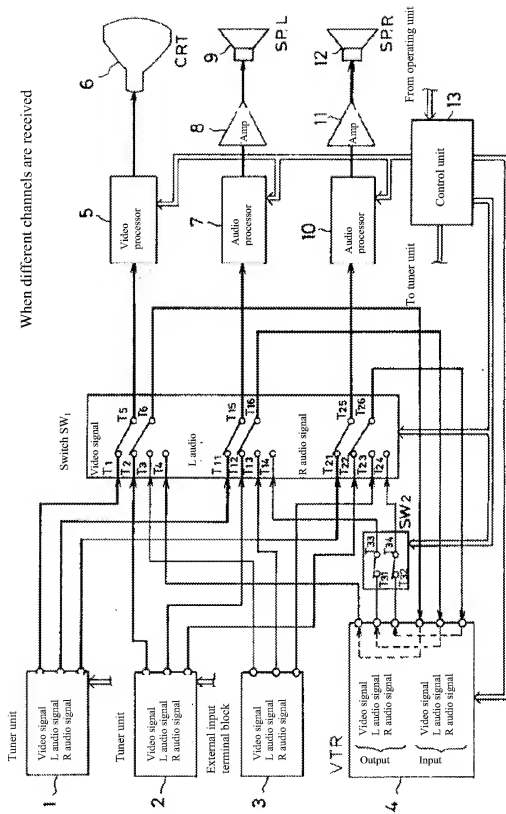 When different channels are received
Tuner unit
Video signal
L audio signal
R audio signal
1
Tuner unit
Video signal
L audio signal
R audio signal
2
External input
terminal block
Video signal
L audio signal
R audio signal
3
VTR
Output
Video signal
L audio signal
R audio signal
Input
Video signal
L audio signal
R audio signal
4
Switch SW1
Video signal
T1
T2
T3
T4
T5
T6
L audio
T11
T12
T13
T14
T15
T16
R audio signal
T21
T22
T23
T24
T25
T26
SW2
T31
T32
T33
T34
5
Video
processor
6
CRT
7
Audio
processor
8
Amp
9
SP.L
10
Audio
processor
11
Amp
12
SP.R
To tuner unit
Control unit
13
From operating unit